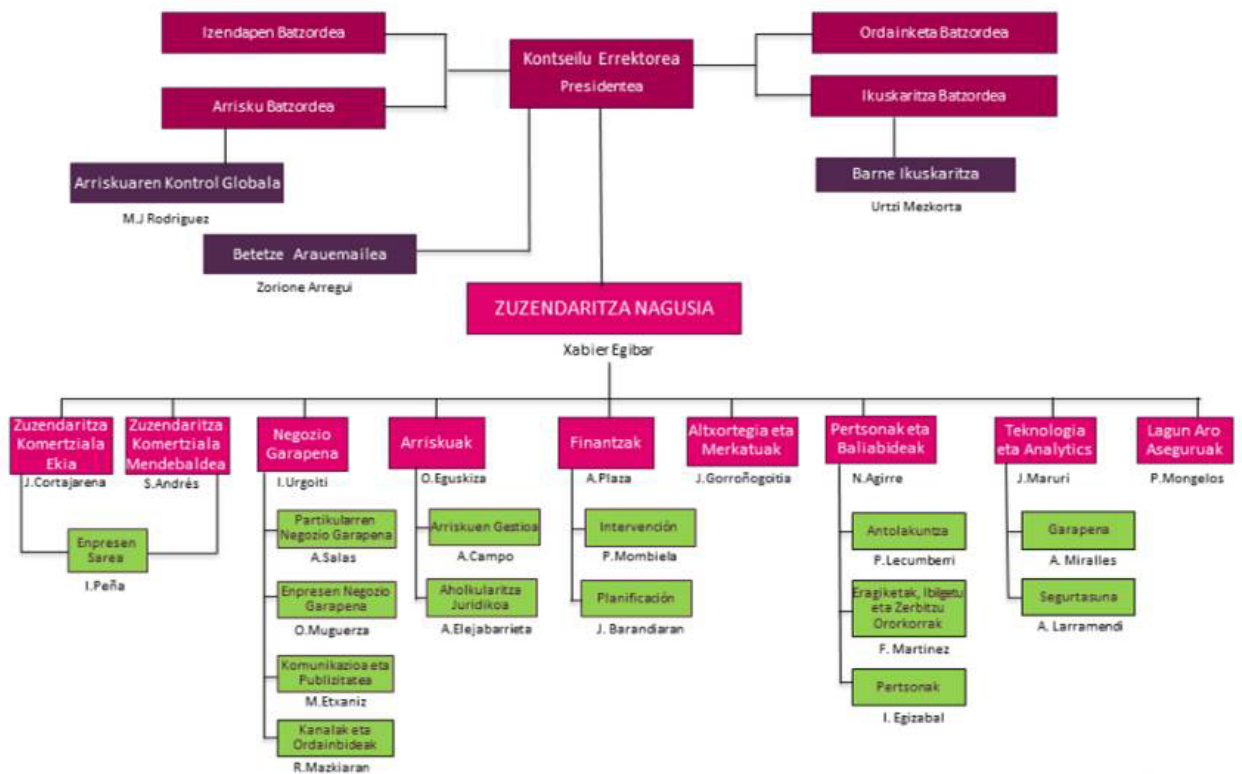 Izendapen Batzordea
Ordainketa Batzordea
Kontseilu Errektorea
Presidentea
Arrisku Batzordea
Ikuskaritza Batzordea
Arriskuaren Kontrol Globala
M.J Rodriguez
Barne Ikuskaritza
Urtzi Mezkorta
Betetze Arauemailea
Zorione Arregui
ZUZENDARITZA NAGUSIA
Xabier Egibar
Zuzendaritza
Komertziala
Ekia
J.Cortajarena
Zuzendaritza
Komertziala
Mendebaldea
S.Andrés
Enpresen
Sarea
I.Peña
Negozio
Garapena
I.Urgoiti
Partikularren
Negozio Garapena
A.Salas
Enpresen Negozio
Garapena
O.Muguerza
Komunikazioa eta
Publizitatea
M.Etxaniz
Kanalak eta
Ordainbideak
R.Mazkiaran
Arriskuak
O.Eguskiza
Arriskuen Gestioa
A.Campo
Aholkularitza
Juridikoa
A.Elejabarrieta
Finantzak
A.Plaza
Intervención
P.Mombiela
Planificación
J. Barandiaran
Altxortegia eta
Merkatuak
J.Gorroñogoitia
Pertsonak eta
Baliabideak
N.Agirre
Antolakuntza
P.Lecumberri
Eragiketak, Ibilgetu
eta Zerbitzu
Ororkorrak
F. Martinez
Pertsonak
I. Egizabal
Teknologia
eta Analytics
J.Maruri
Garapena
A. Miralles
Segurtasuna
A. Larramendi
Lagun Aro
Aseguruak
P.Mongelos